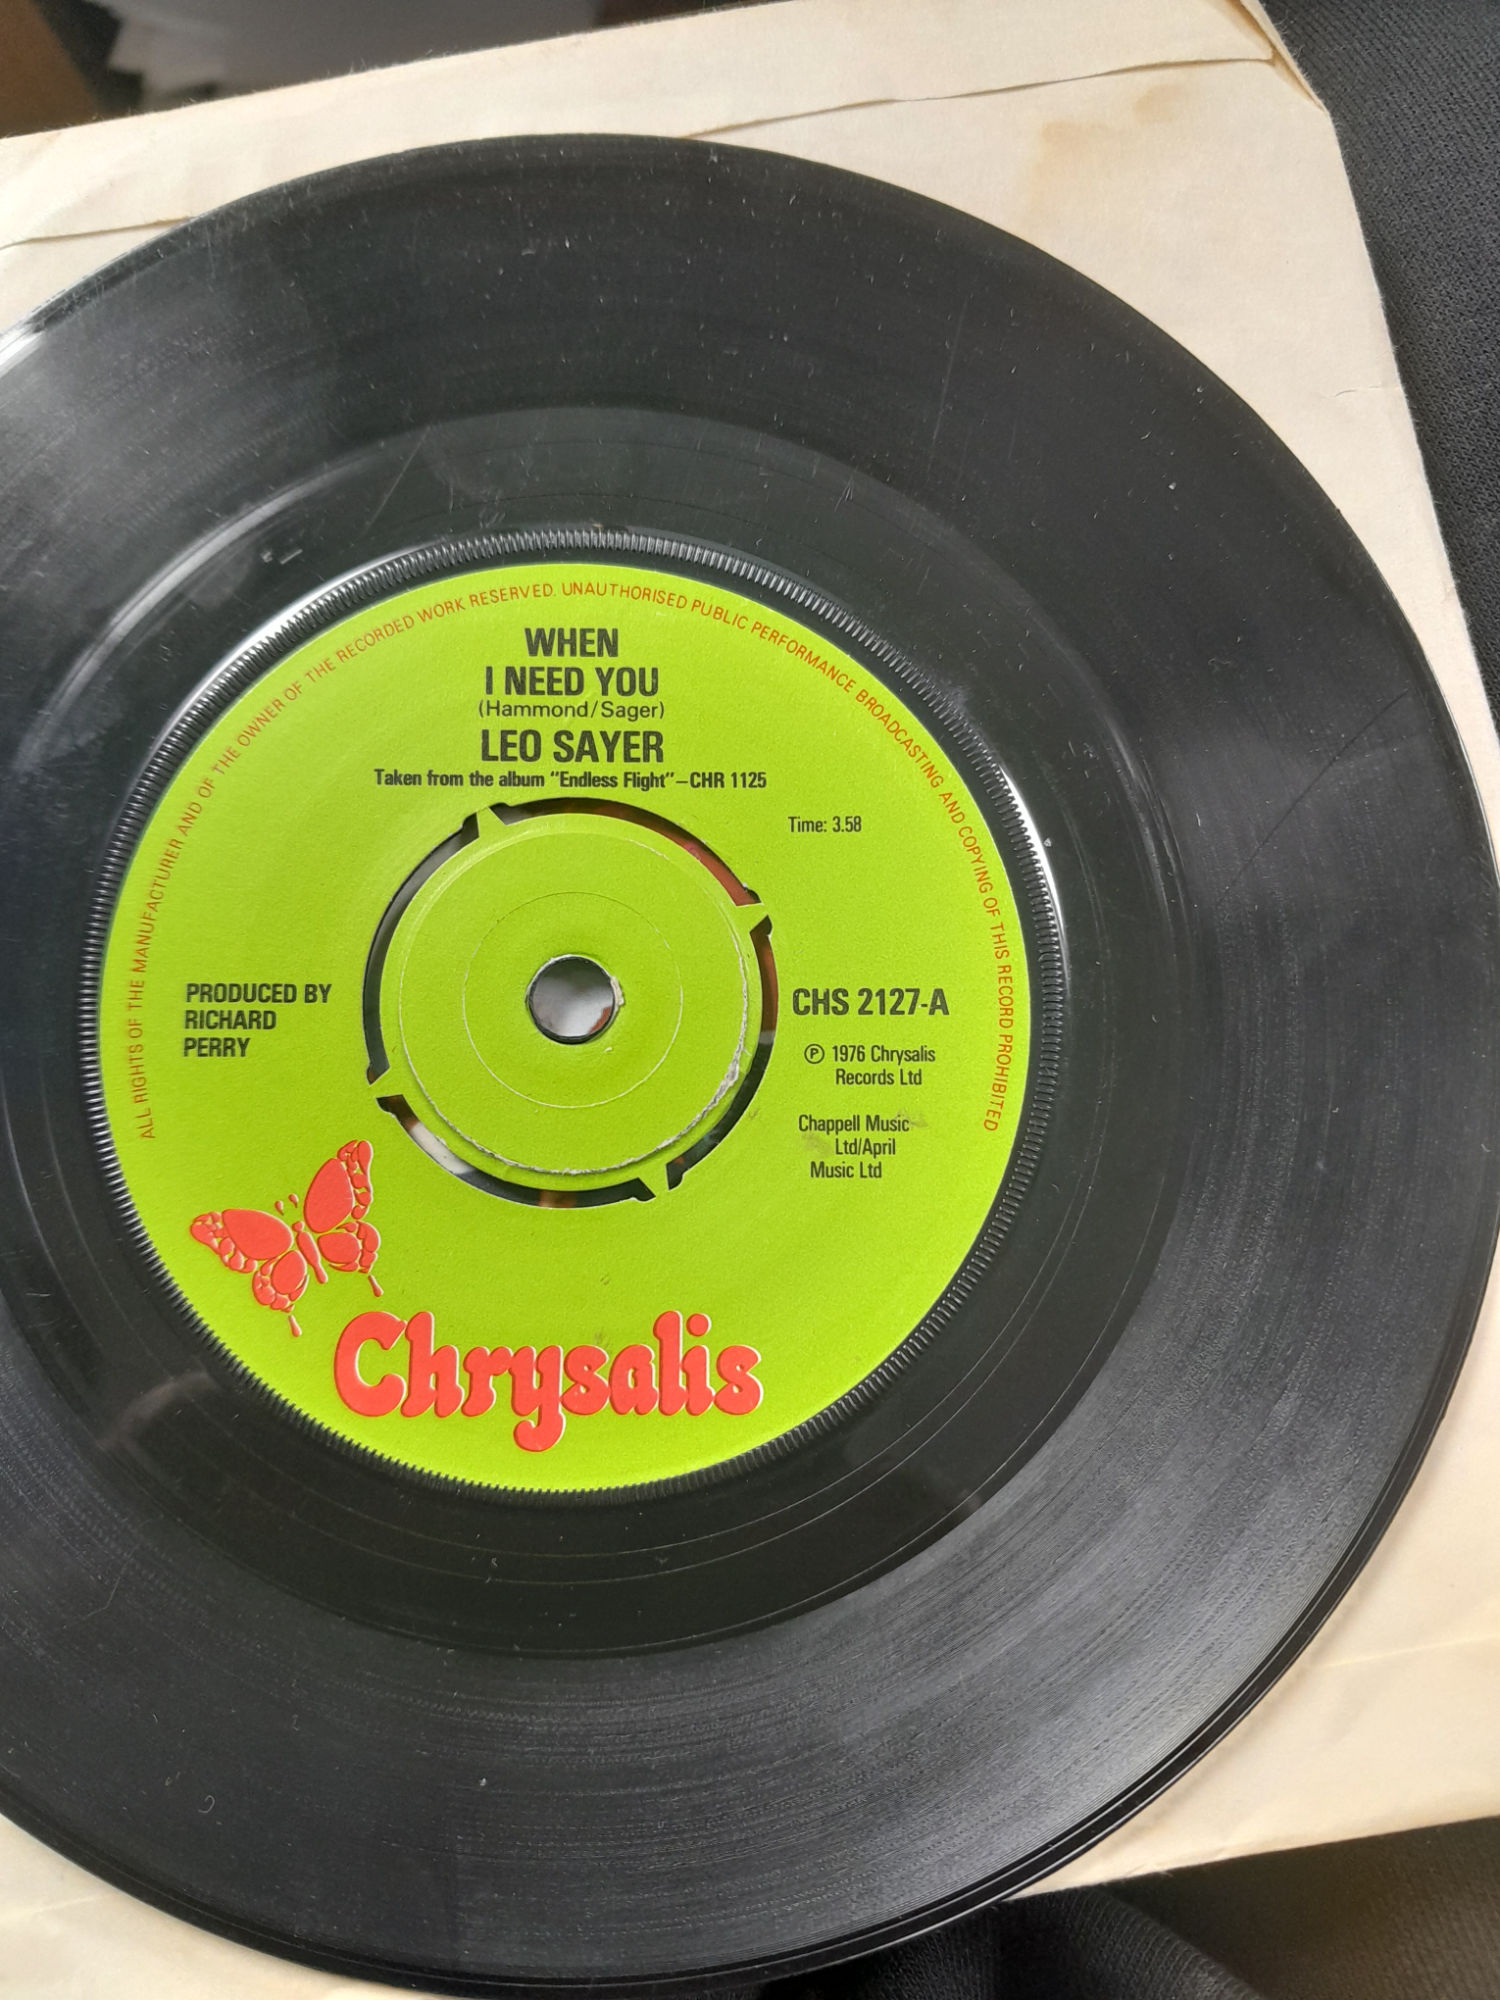 ALL RIGHTS OF THE MANUFACTURER AND OF THE OWNER OF THE RECORDED WORK RESERVED. UNAUTHORISED PUBLIC PERFORMANCE BROADCASTING AND COPYING OF THIS RECORD PROHIBITED
WHEN
I NEED YOU
(Hammond/Sager)
LEO SAYER
Taken from the album "Endless Flight"–CHR 1125
Time: 3.58
PRODUCED BY
RICHARD
PERRY
CHS 2127-A
℗ 1976 Chrysalis
Records Ltd
Chappell Music
Ltd/April
Music Ltd
Chrysalis